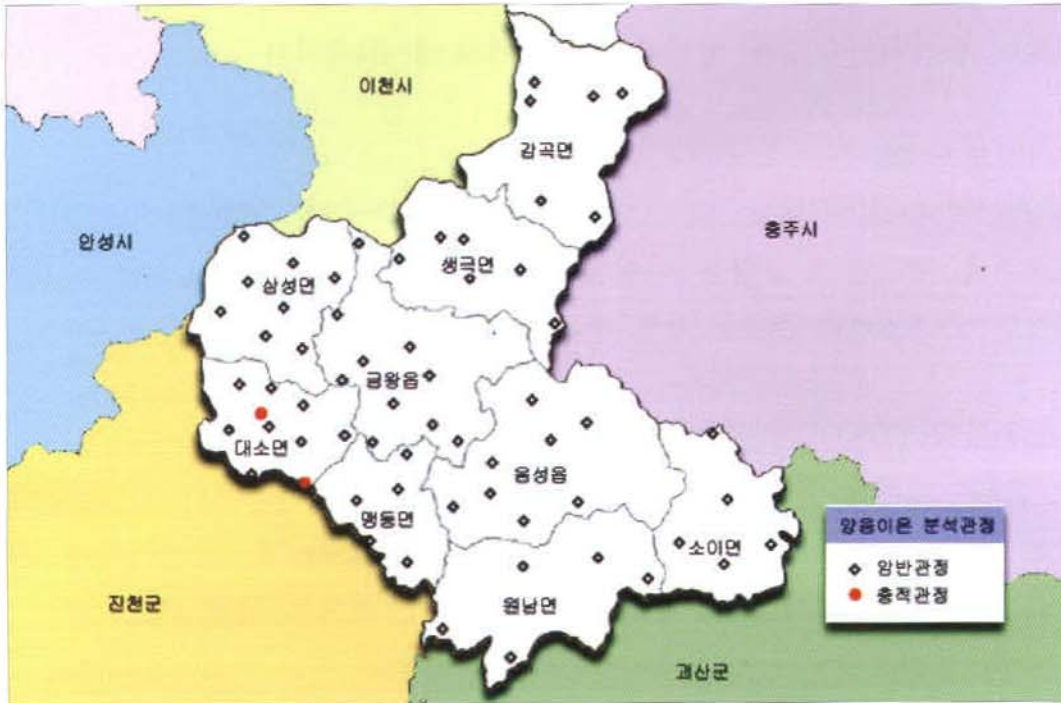 이천시
감곡면
안성시
충주시
생극면
삼성면
금왕읍
대소면
음성읍
맹동면
소이면
진천군
원남면
괴산군
양음이온 분석관정
암반관정
충적관정